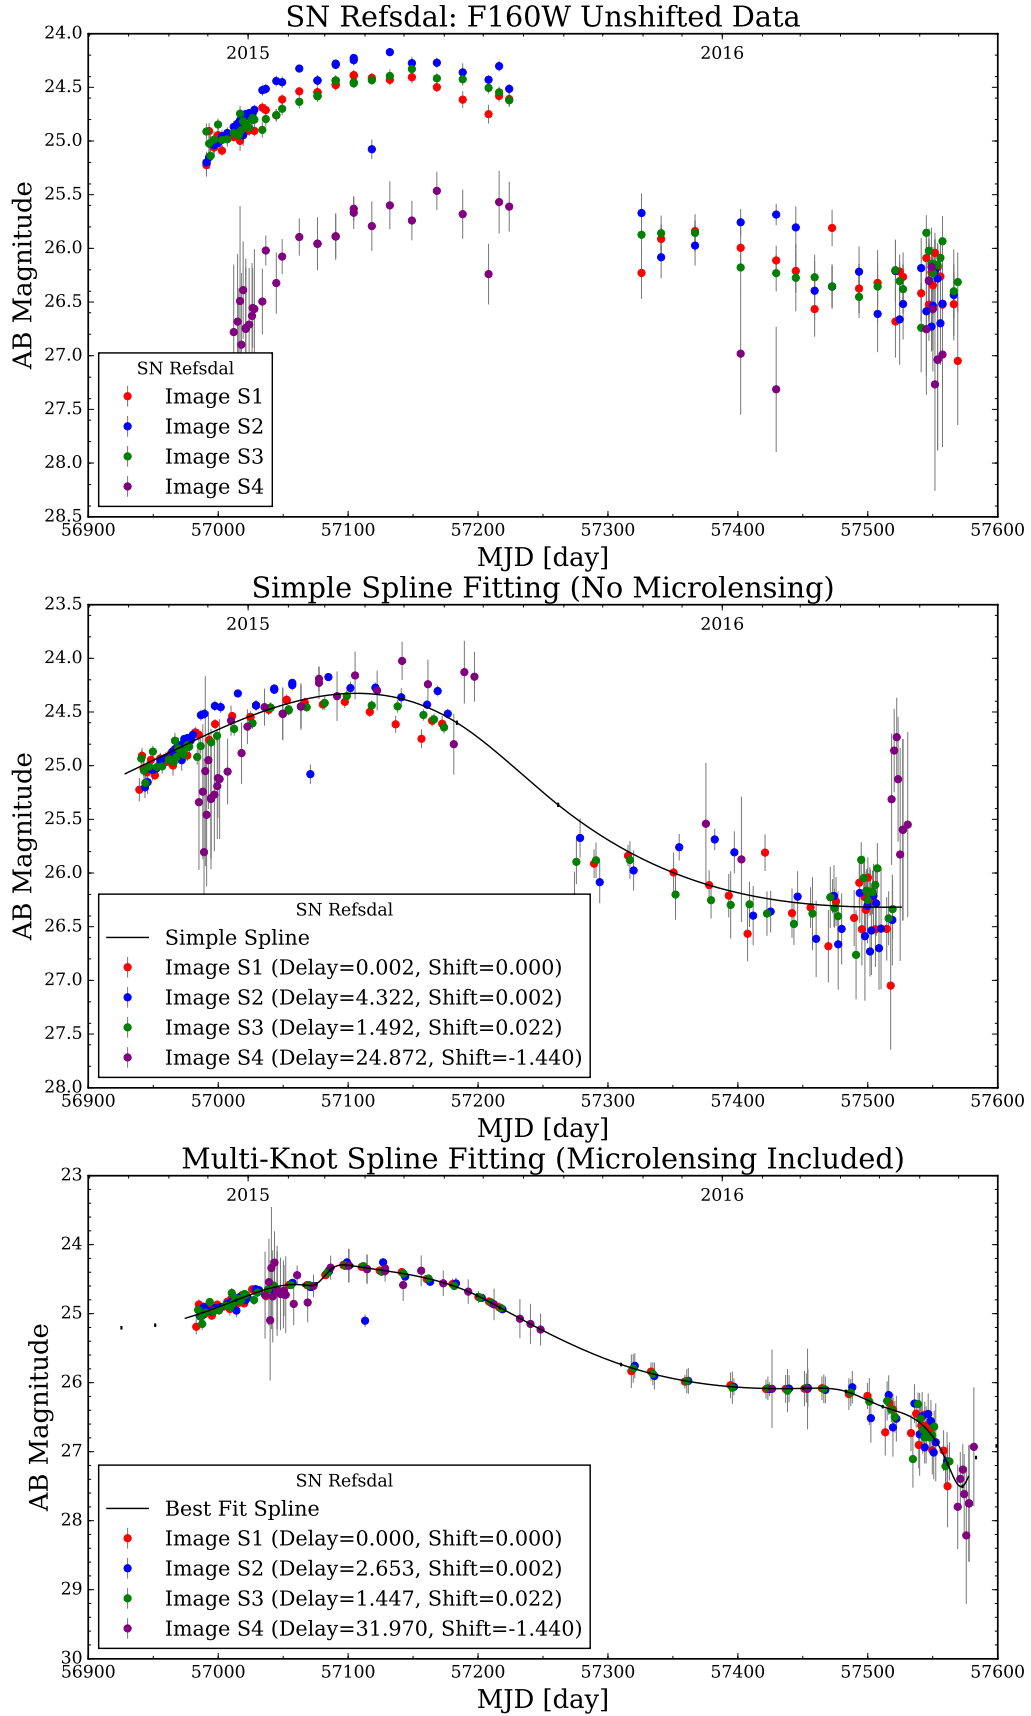 SN Refsdal: F160W Unshifted Data
2015
2016
24.0
24.5
25.0
25.5
26.0
26.5
27.0
27.5
28.0
28.5
AB Magnitude
SN Refsdal
Image S1
Image S2
Image S3
Image S4
56900
57000
57100
57200
57300
57400
57500
57600
MJD [day]
Simple Spline Fitting (No Microlensing)
2015
2016
23.5
24.0
24.5
25.0
25.5
26.0
26.5
27.0
27.5
28.0
AB Magnitude
SN Refsdal
Simple Spline
Image S1 (Delay=0.002, Shift=0.000)
Image S2 (Delay=4.322, Shift=0.002)
Image S3 (Delay=1.492, Shift=0.022)
Image S4 (Delay=24.872, Shift=-1.440)
56900
57000
57100
57200
57300
57400
57500
57600
MJD [day]
Multi-Knot Spline Fitting (Microlensing Included)
2015
2016
23
24
25
26
27
28
29
30
AB Magnitude
SN Refsdal
Best Fit Spline
Image S1 (Delay=0.000, Shift=0.000)
Image S2 (Delay=2.653, Shift=0.002)
Image S3 (Delay=1.447, Shift=0.022)
Image S4 (Delay=31.970, Shift=-1.440)
56900
57000
57100
57200
57300
57400
57500
57600
MJD [day]